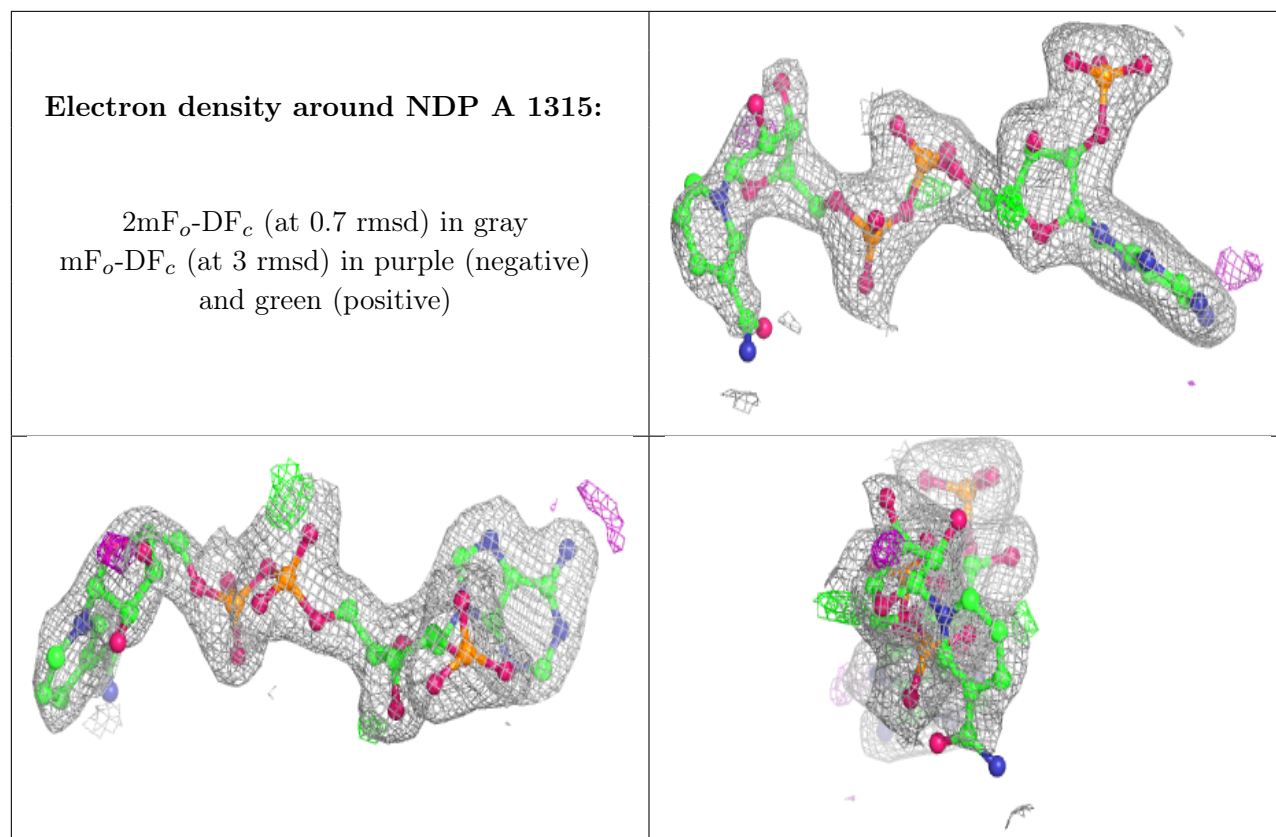 Electron density around NDP A 1315:
2mFo-DFc (at 0.7 rmsd) in gray
mFo-DFc (at 3 rmsd) in purple (negative)
and green (positive)